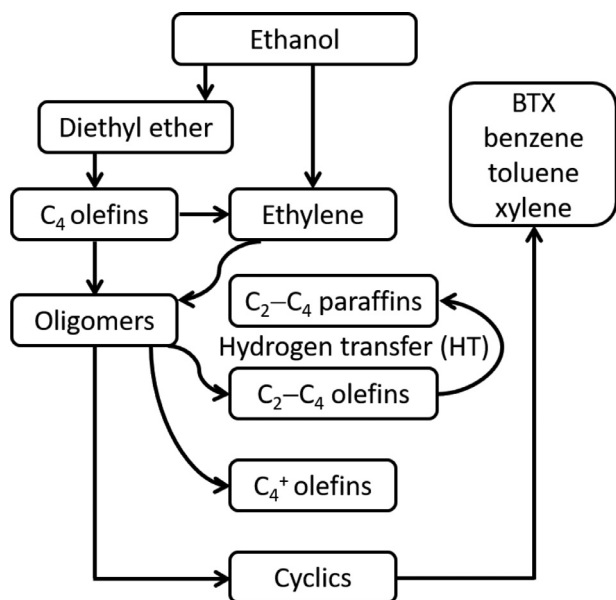 Ethanol
Diethyl ether
BTX
benzene
toluene
xylene
C₄ olefins
Ethylene
Oligomers
C₂–C₄ paraffins
Hydrogen transfer (HT)
C₂–C₄ olefins
C₄⁺ olefins
Cyclics